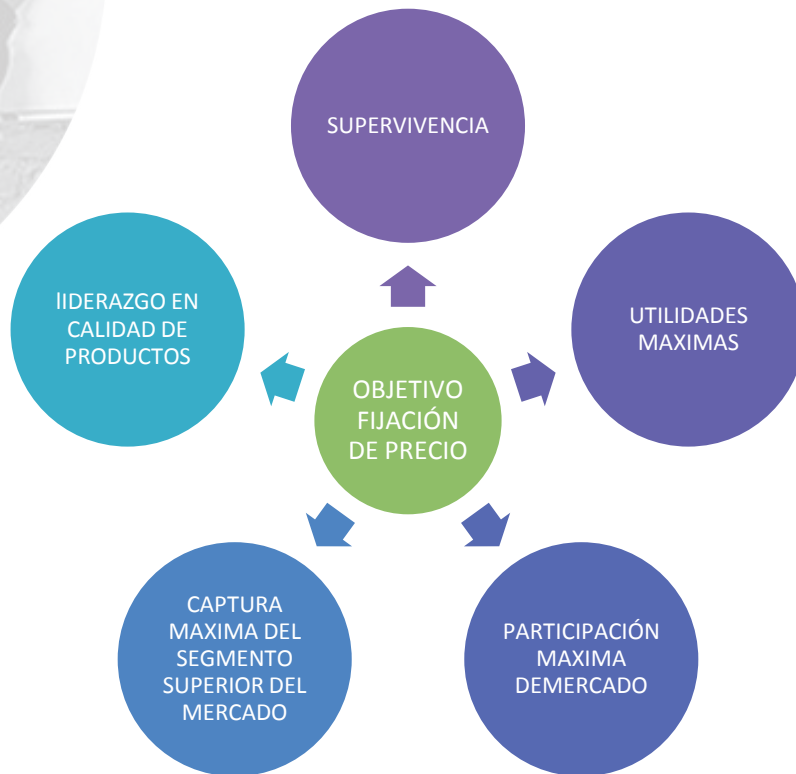 SUPERVIVENCIA
lIDERAZGO EN
CALIDAD DE
PRODUCTOS
UTILIDADES
MAXIMAS
OBJETIVO
FIJACIÓN
DE PRECIO
CAPTURA
MAXIMA DEL
SEGMENTO
SUPERIOR DEL
MERCADO
PARTICIPACIÓN
MAXIMA
DEMERCADO